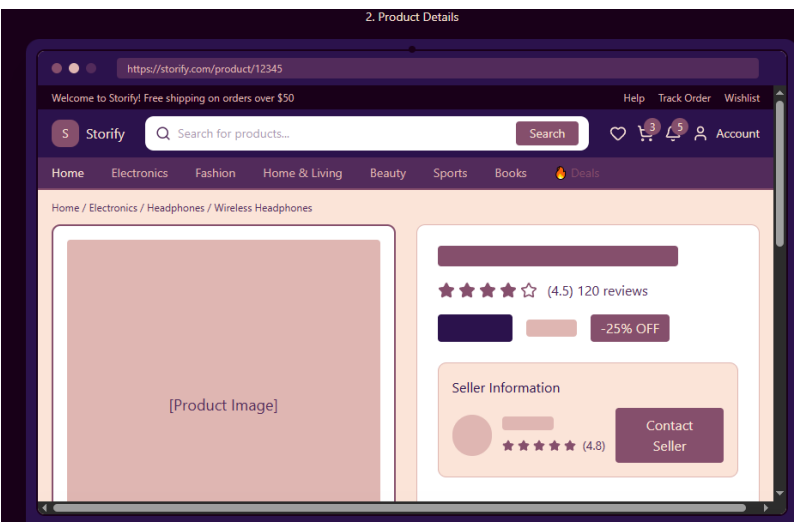 2. Product Details
https://storify.com/product/12345
Welcome to Storify! Free shipping on orders over $50 Help Track Order Wishlist
S Storify Search for products... Search 3 5 Account
Home Electronics Fashion Home & Living Beauty Sports Books 🔥 Deals
Home / Electronics / Headphones / Wireless Headphones
(4.5) 120 reviews
-25% OFF
Seller Information
[Product Image]
Contact
Seller
(4.8)